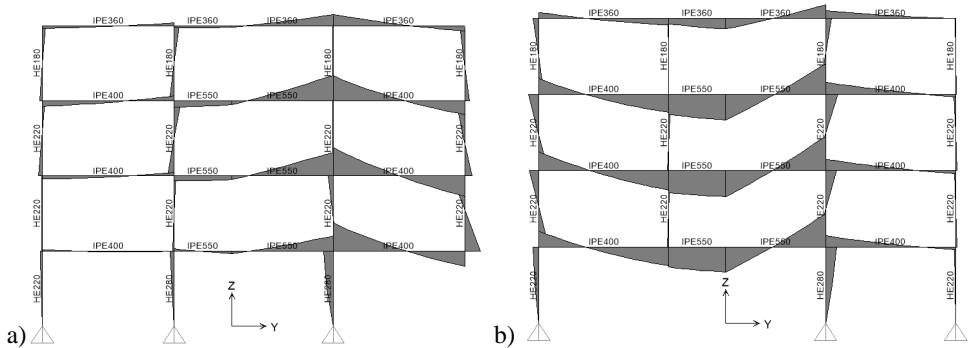 IPE360 IPE360 IPE360 IPE360
HE180 HE180 HE180 HE180
IPE400 IPE550 IPE550 IPE400
HE220 HE220 HE220 HE220
IPE400 IPE550 IPE550 IPE400
HE220 HE220 HE220 HE220
IPE400 IPE550 IPE550 IPE400
HE220 HE280 HE280
Z
Y
a)
IPE360 IPE360 IPE360 IPE360
HE180 HE180 HE180 HE180
IPE400 IPE550 IPE550 IPE400
HE220 HE220 HE220 HE220
IPE400 IPE550 IPE550 IPE400
HE220 HE220 HE220 HE220
IPE400 IPE550 IPE550 IPE400
HE220 HE280 HE220
Z
Y
b)